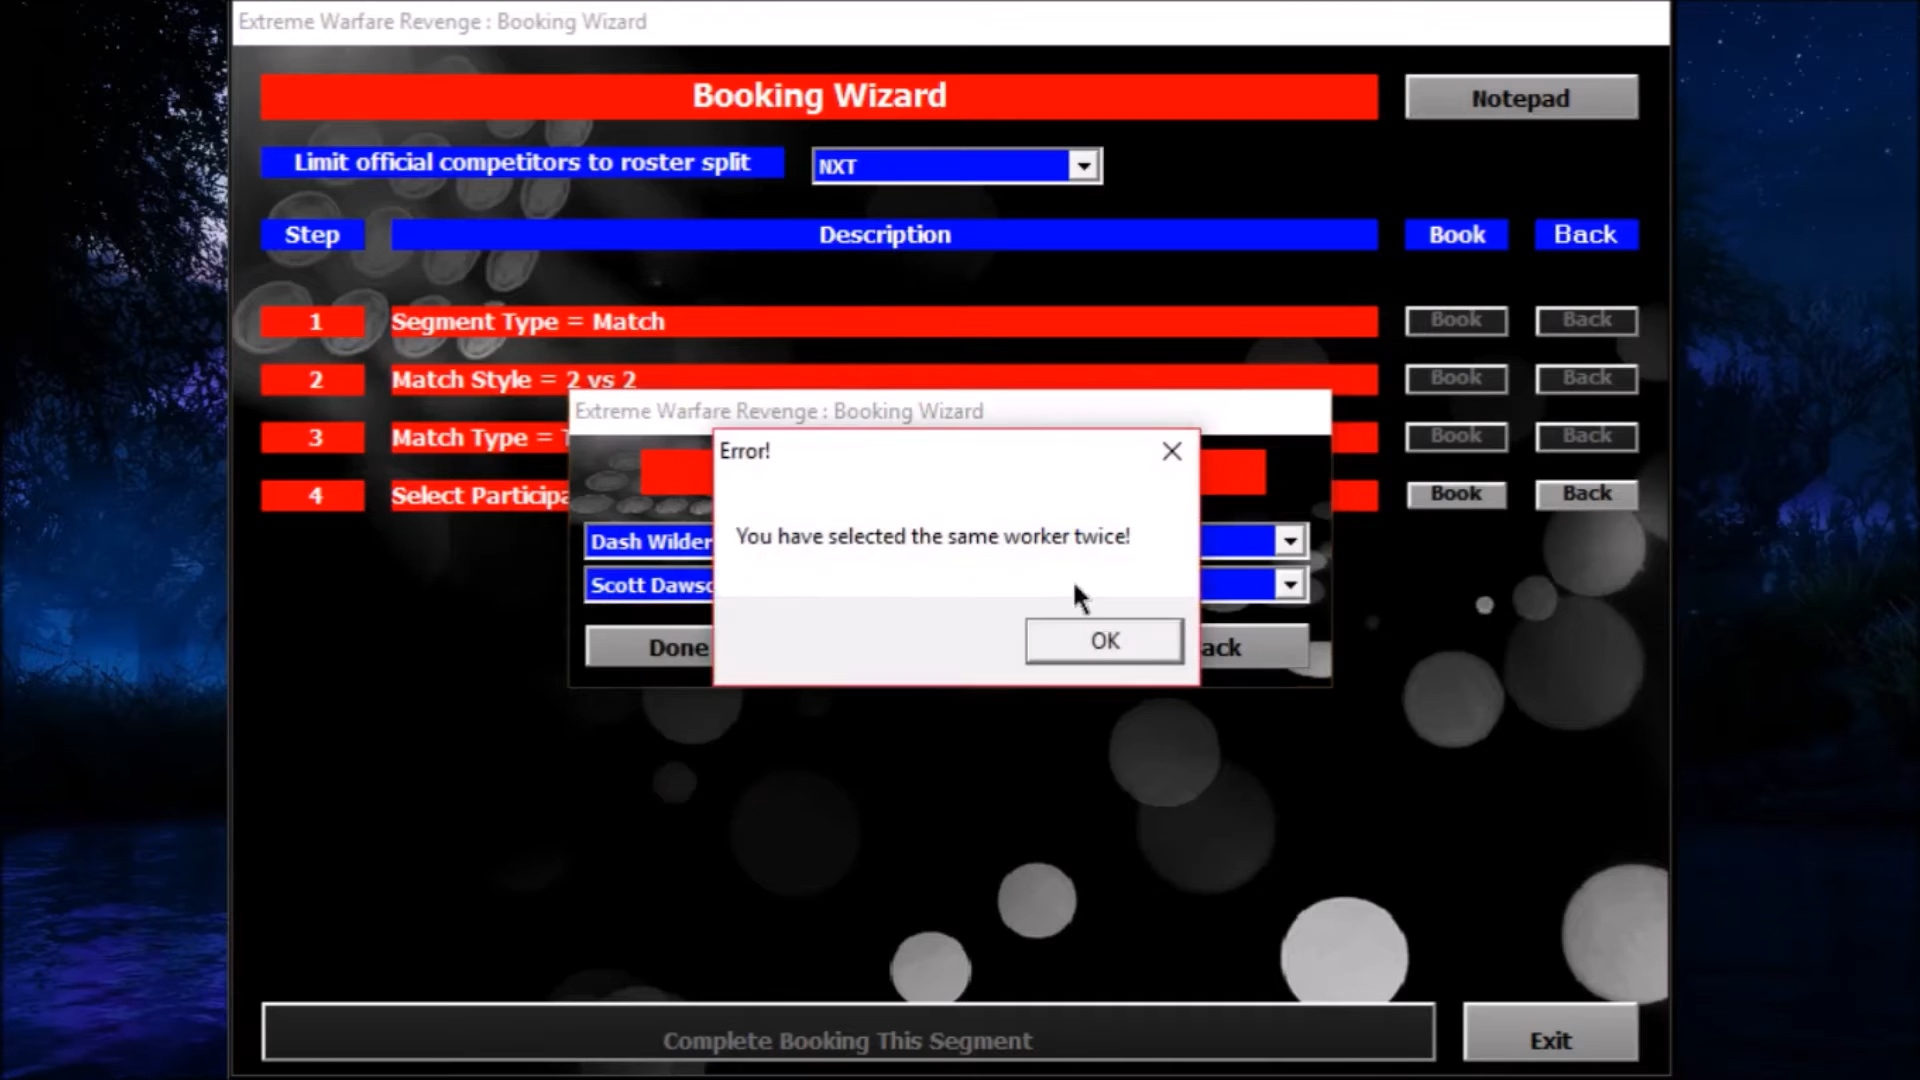 Extreme Warfare Revenge : Booking Wizard
Booking Wizard
Notepad
Limit official competitors to roster split
NXT
Step
Description
Book
Back
1
Segment Type = Match
Book
Back
2
Match Style = 2 vs 2
Book
Back
3
Match Type = T
Book
Back
4
Select Participa
Book
Back
Extreme Warfare Revenge : Booking Wizard
Error!
You have selected the same worker twice!
OK
Dash Wilder
Scott Dawso
Done
ack
Complete Booking This Segment
Exit